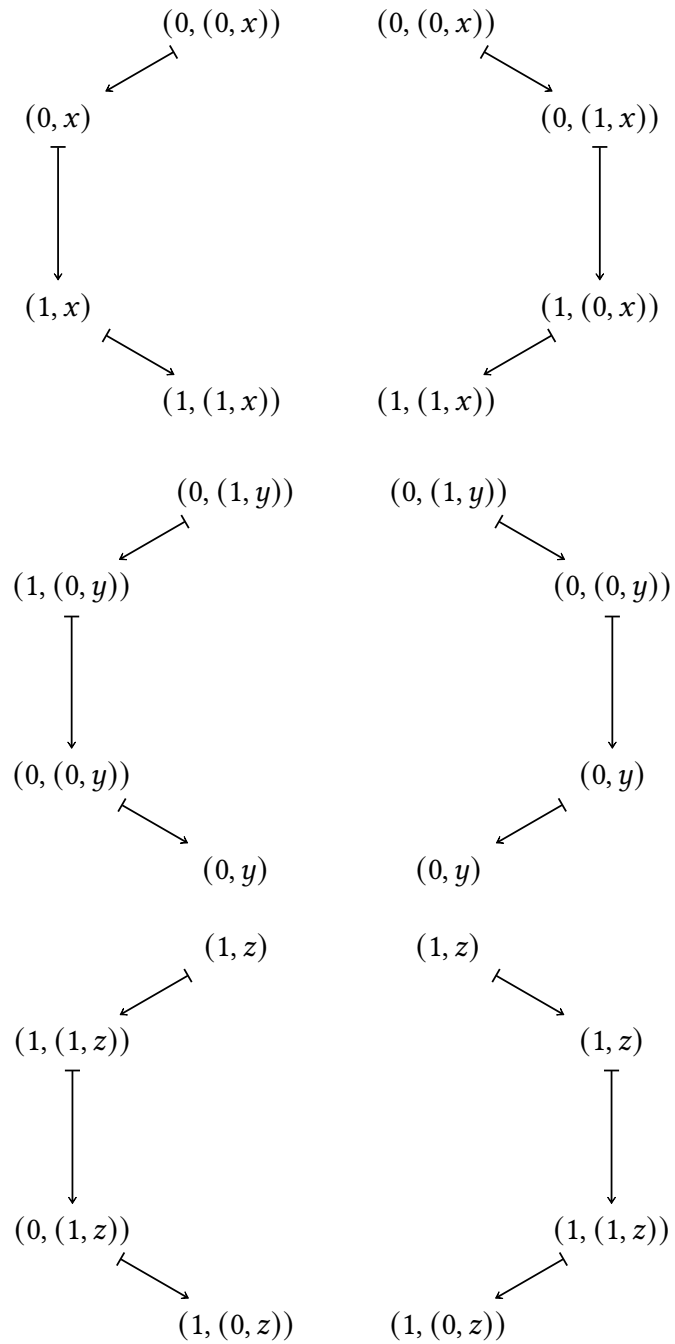 (0, (0, x)) (0, (0, x))
(0, x) (0, (1, x))
(1, x) (1, (0, x))
(1, (1, x)) (1, (1, x))
(0, (1, y)) (0, (1, y))
(1, (0, y)) (0, (0, y))
(0, (0, y)) (0, y)
(0, y) (0, y)
(1, z) (1, z)
(1, (1, z)) (1, z)
(0, (1, z)) (1, (1, z))
(1, (0, z)) (1, (0, z))